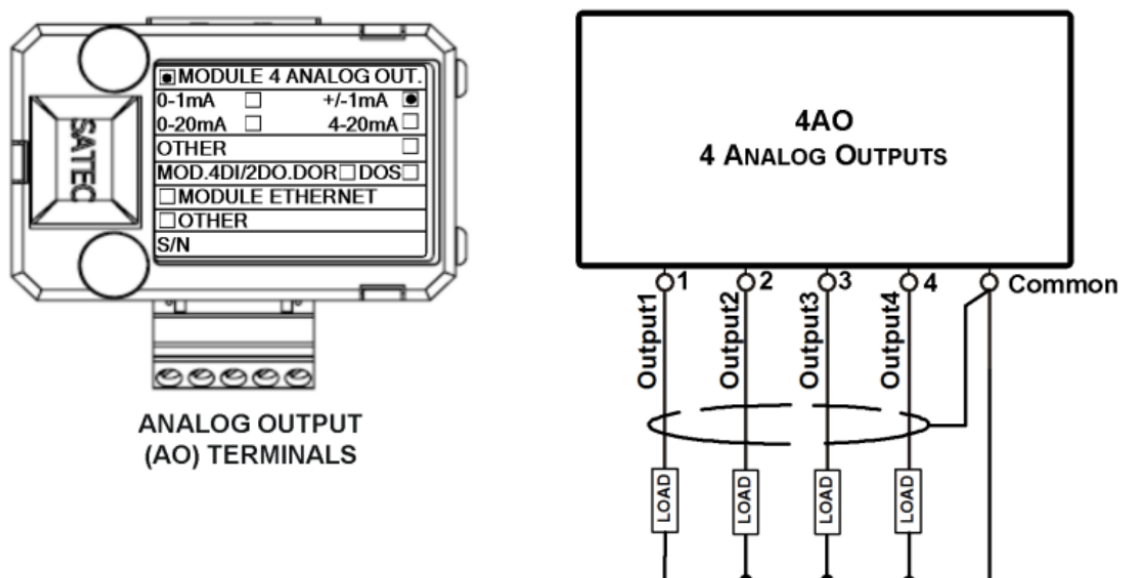 SATEC
MODULE 4 ANALOG OUT.
0-1mA +/-1mA
0-20mA 4-20mA
OTHER
MOD.4DI/2DO.DOR DOS
MODULE ETHERNET
OTHER
S/N
ANALOG OUTPUT
(AO) TERMINALS
4AO
4 ANALOG OUTPUTS
1 2 3 4 Common
Output1
Output2
Output3
Output4
LOAD
LOAD
LOAD
LOAD